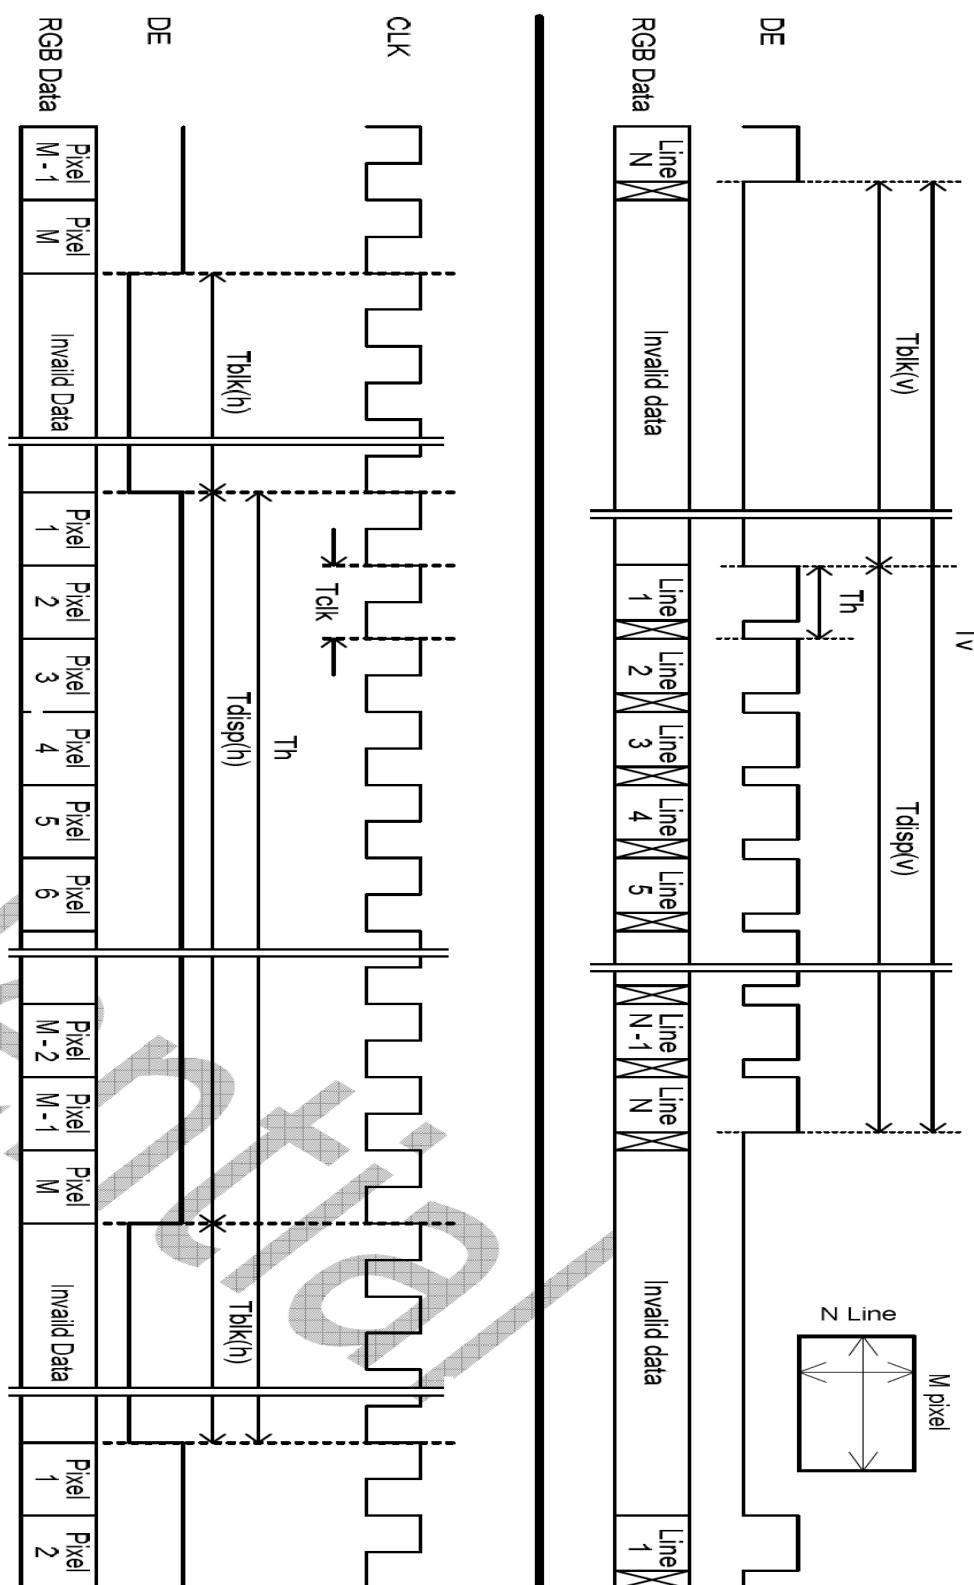 Tv
Tblk(v)
Tdisp(v)
Th
DE
RGB Data
Line N
Invalid data
Line 1
Line 2
Line 3
Line 4
Line 5
Line N-1
Line N
Invalid data
Line 1
M pixel
N Line
CLK
Tclk
Th
Tblk(h)
Tdisp(h)
Tblk(h)
DE
RGB Data
Pixel M-1
Pixel M
Invaild Data
Pixel 1
Pixel 2
Pixel 3
Pixel 4
Pixel 5
Pixel 6
Pixel M-2
Pixel M-1
Pixel M
Invaild Data
Pixel 1
Pixel 2
ential